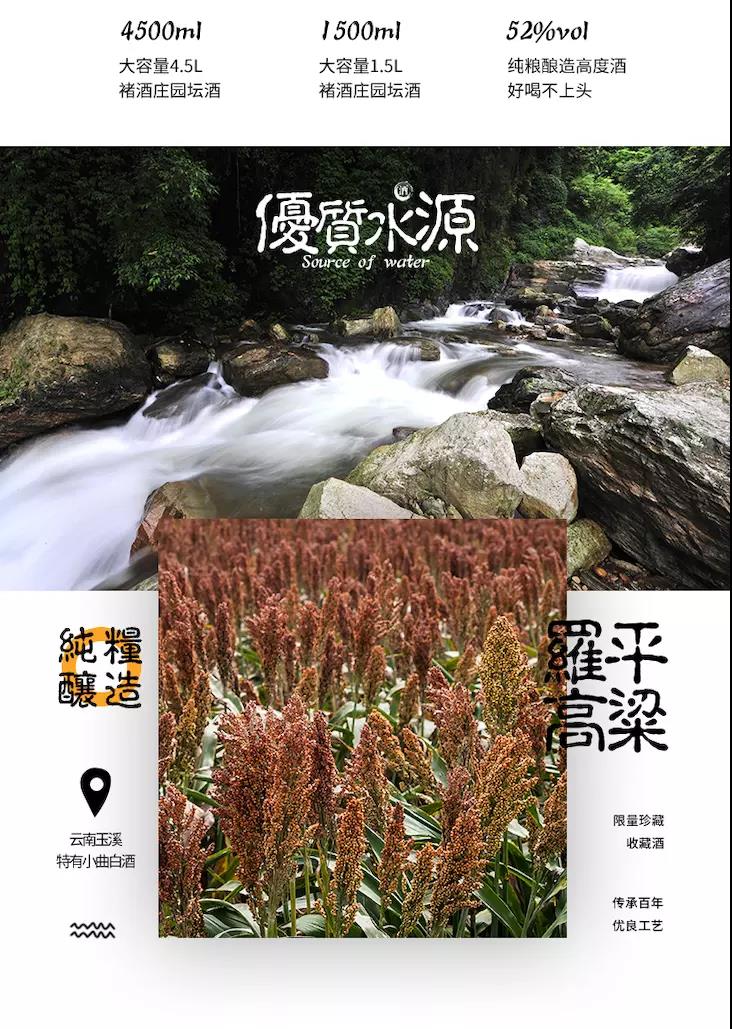 4500ml
大容量4.5L
褚酒庄园坛酒
1500ml
大容量1.5L
褚酒庄园坛酒
52%vol
纯粮酿造高度酒
好喝不上头
酒
優質水源
Source of water
純糧
釀造
云南玉溪
特有小曲白酒
羅平
高粱
限量珍藏
收藏酒
传承百年
优良工艺